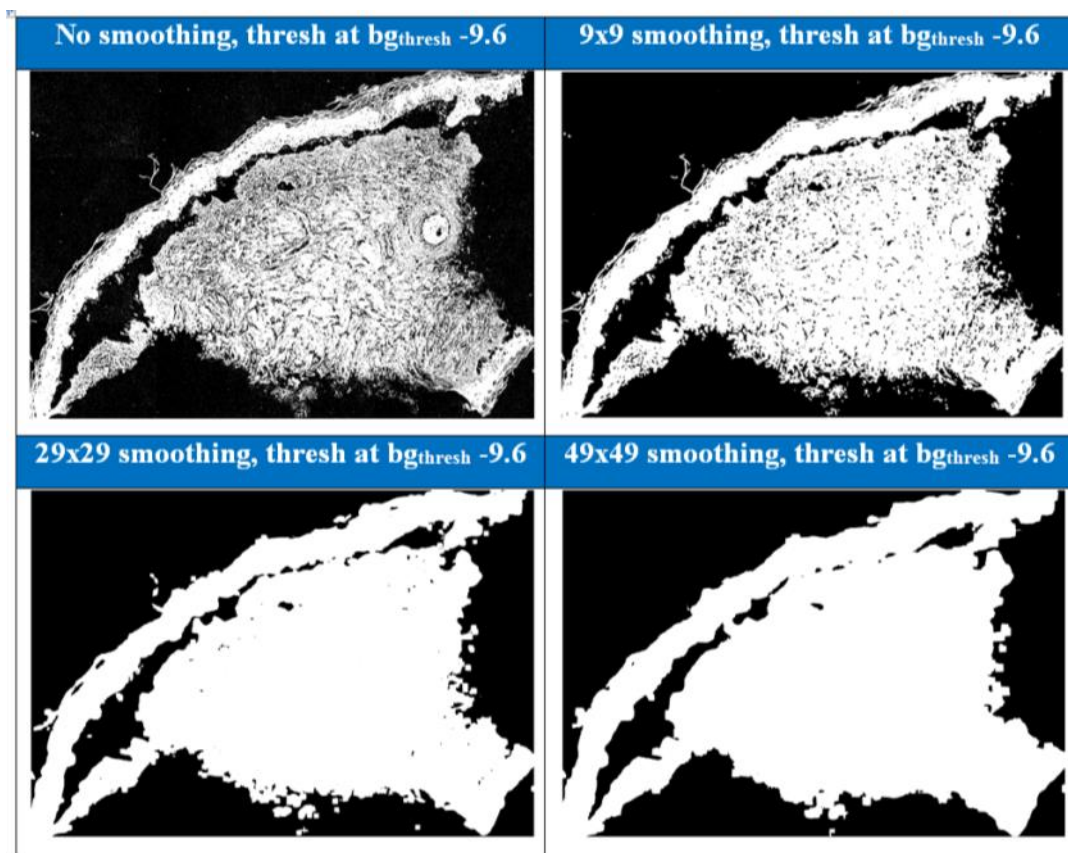 No smoothing, thresh at bgthresh -9.6
9x9 smoothing, thresh at bgthresh -9.6
29x29 smoothing, thresh at bgthresh -9.6
49x49 smoothing, thresh at bgthresh -9.6